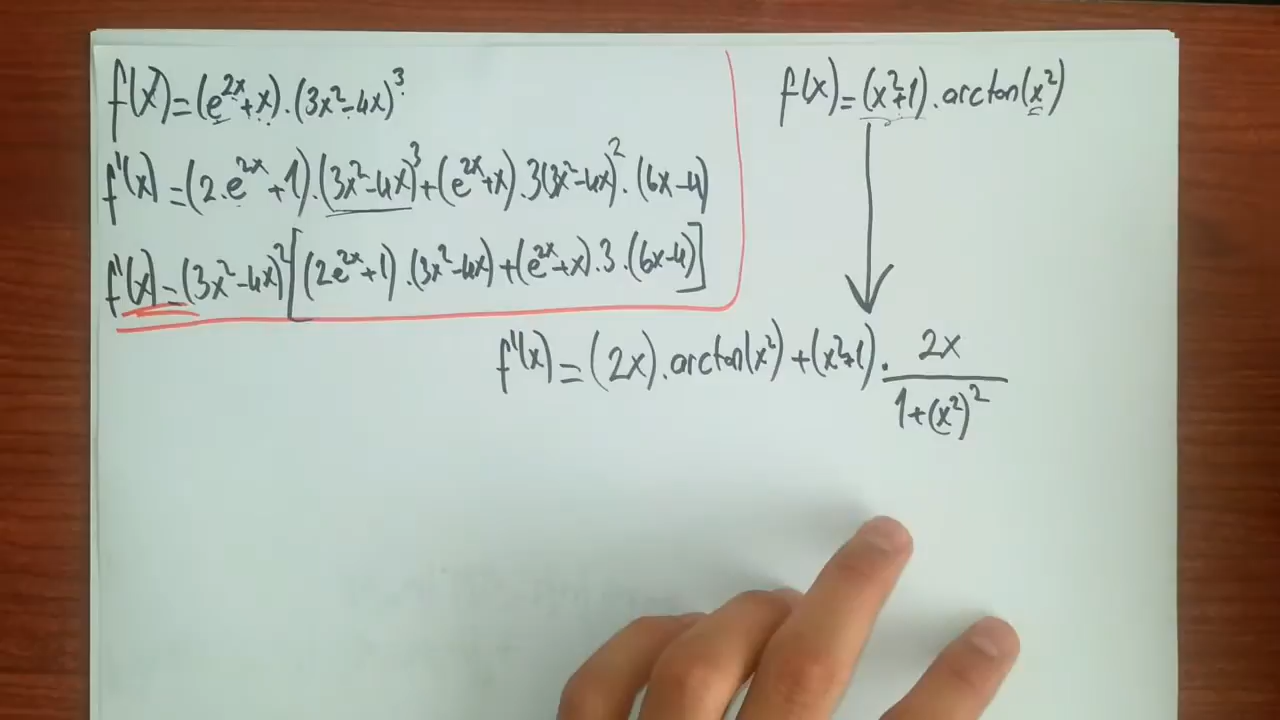 f(x)=(e^2x+x).(3x²-4x)³
f'(x)=(2.e^2x+1).(3x²-4x)³+(e^2x+x).3(3x²-4x)².(6x-4)
f'(x)=(3x²-4x)²[(2e^2x+1).(3x²-4x)+(e^2x+x).3.(6x-4)]
f(x)=(x²+1).arctan(x²)
f'(x)=(2x).arctan(x²)+(x²+1).2x/1+(x²)²